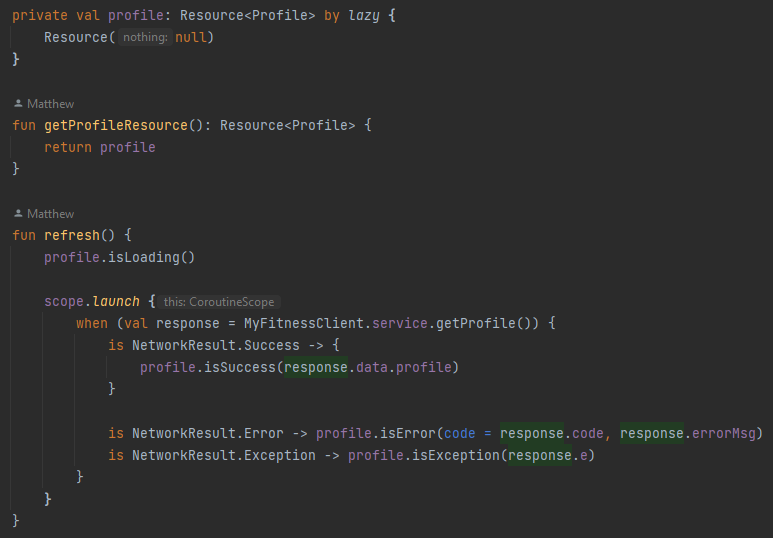 private val profile: Resource<Profile> by lazy {
    Resource( nothing: null)
}
Matthew
fun getProfileResource(): Resource<Profile> {
    return profile
}
Matthew
fun refresh() {
    profile.isLoading()
    scope.launch { this: CoroutineScope
        when (val response = MyFitnessClient.service.getProfile()) {
            is NetworkResult.Success -> {
                profile.isSuccess(response.data.profile)
            }
            is NetworkResult.Error -> profile.isError(code = response.code, response.errorMsg)
            is NetworkResult.Exception -> profile.isException(response.e)
        }
    }
}